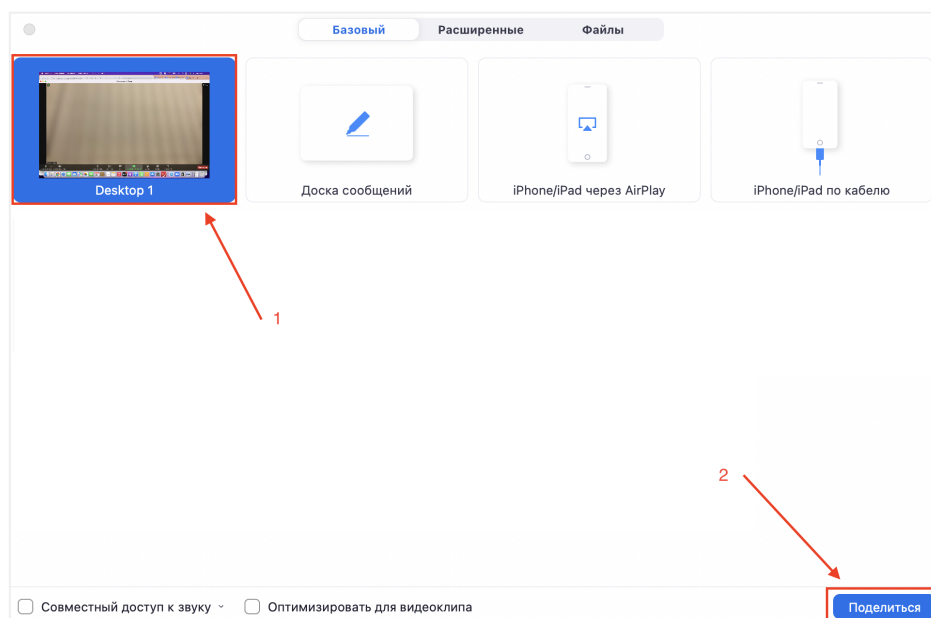 Базовый Расширенные Файлы
Desktop 1 Доска сообщений iPhone/iPad через AirPlay iPhone/iPad по кабелю
1
2
Совместный доступ к звуку Оптимизировать для видеоклипа Поделиться